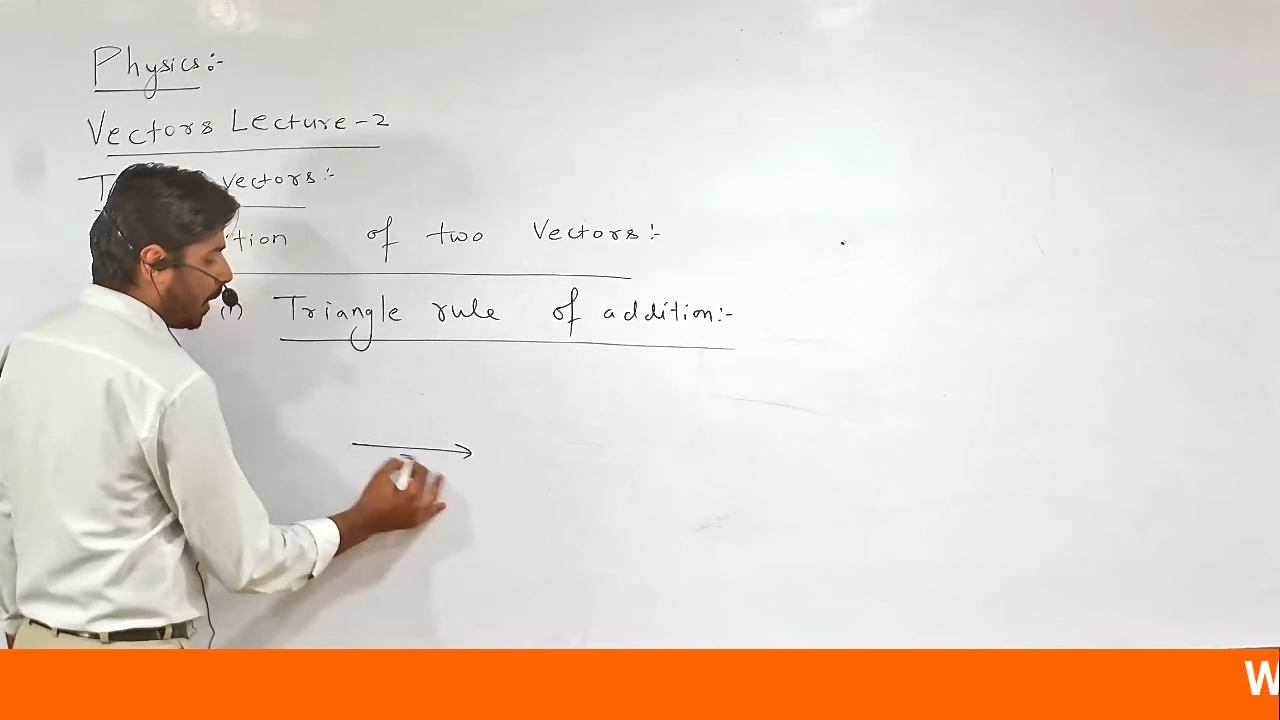 Physics:-
Vectors Lecture-2
vectors:-
of two Vectors:-
(i) Triangle rule of addition:-
W